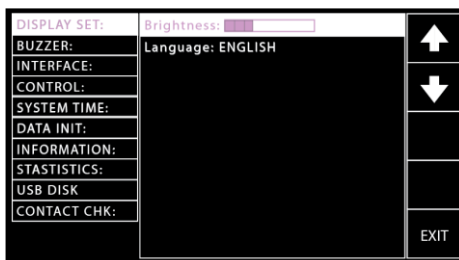 DISPLAY SET:
Brightness:
BUZZER:
Language: ENGLISH
INTERFACE:
CONTROL:
SYSTEM TIME:
DATA INIT:
INFORMATION:
STASTISTICS:
USB DISK
CONTACT CHK:
EXIT